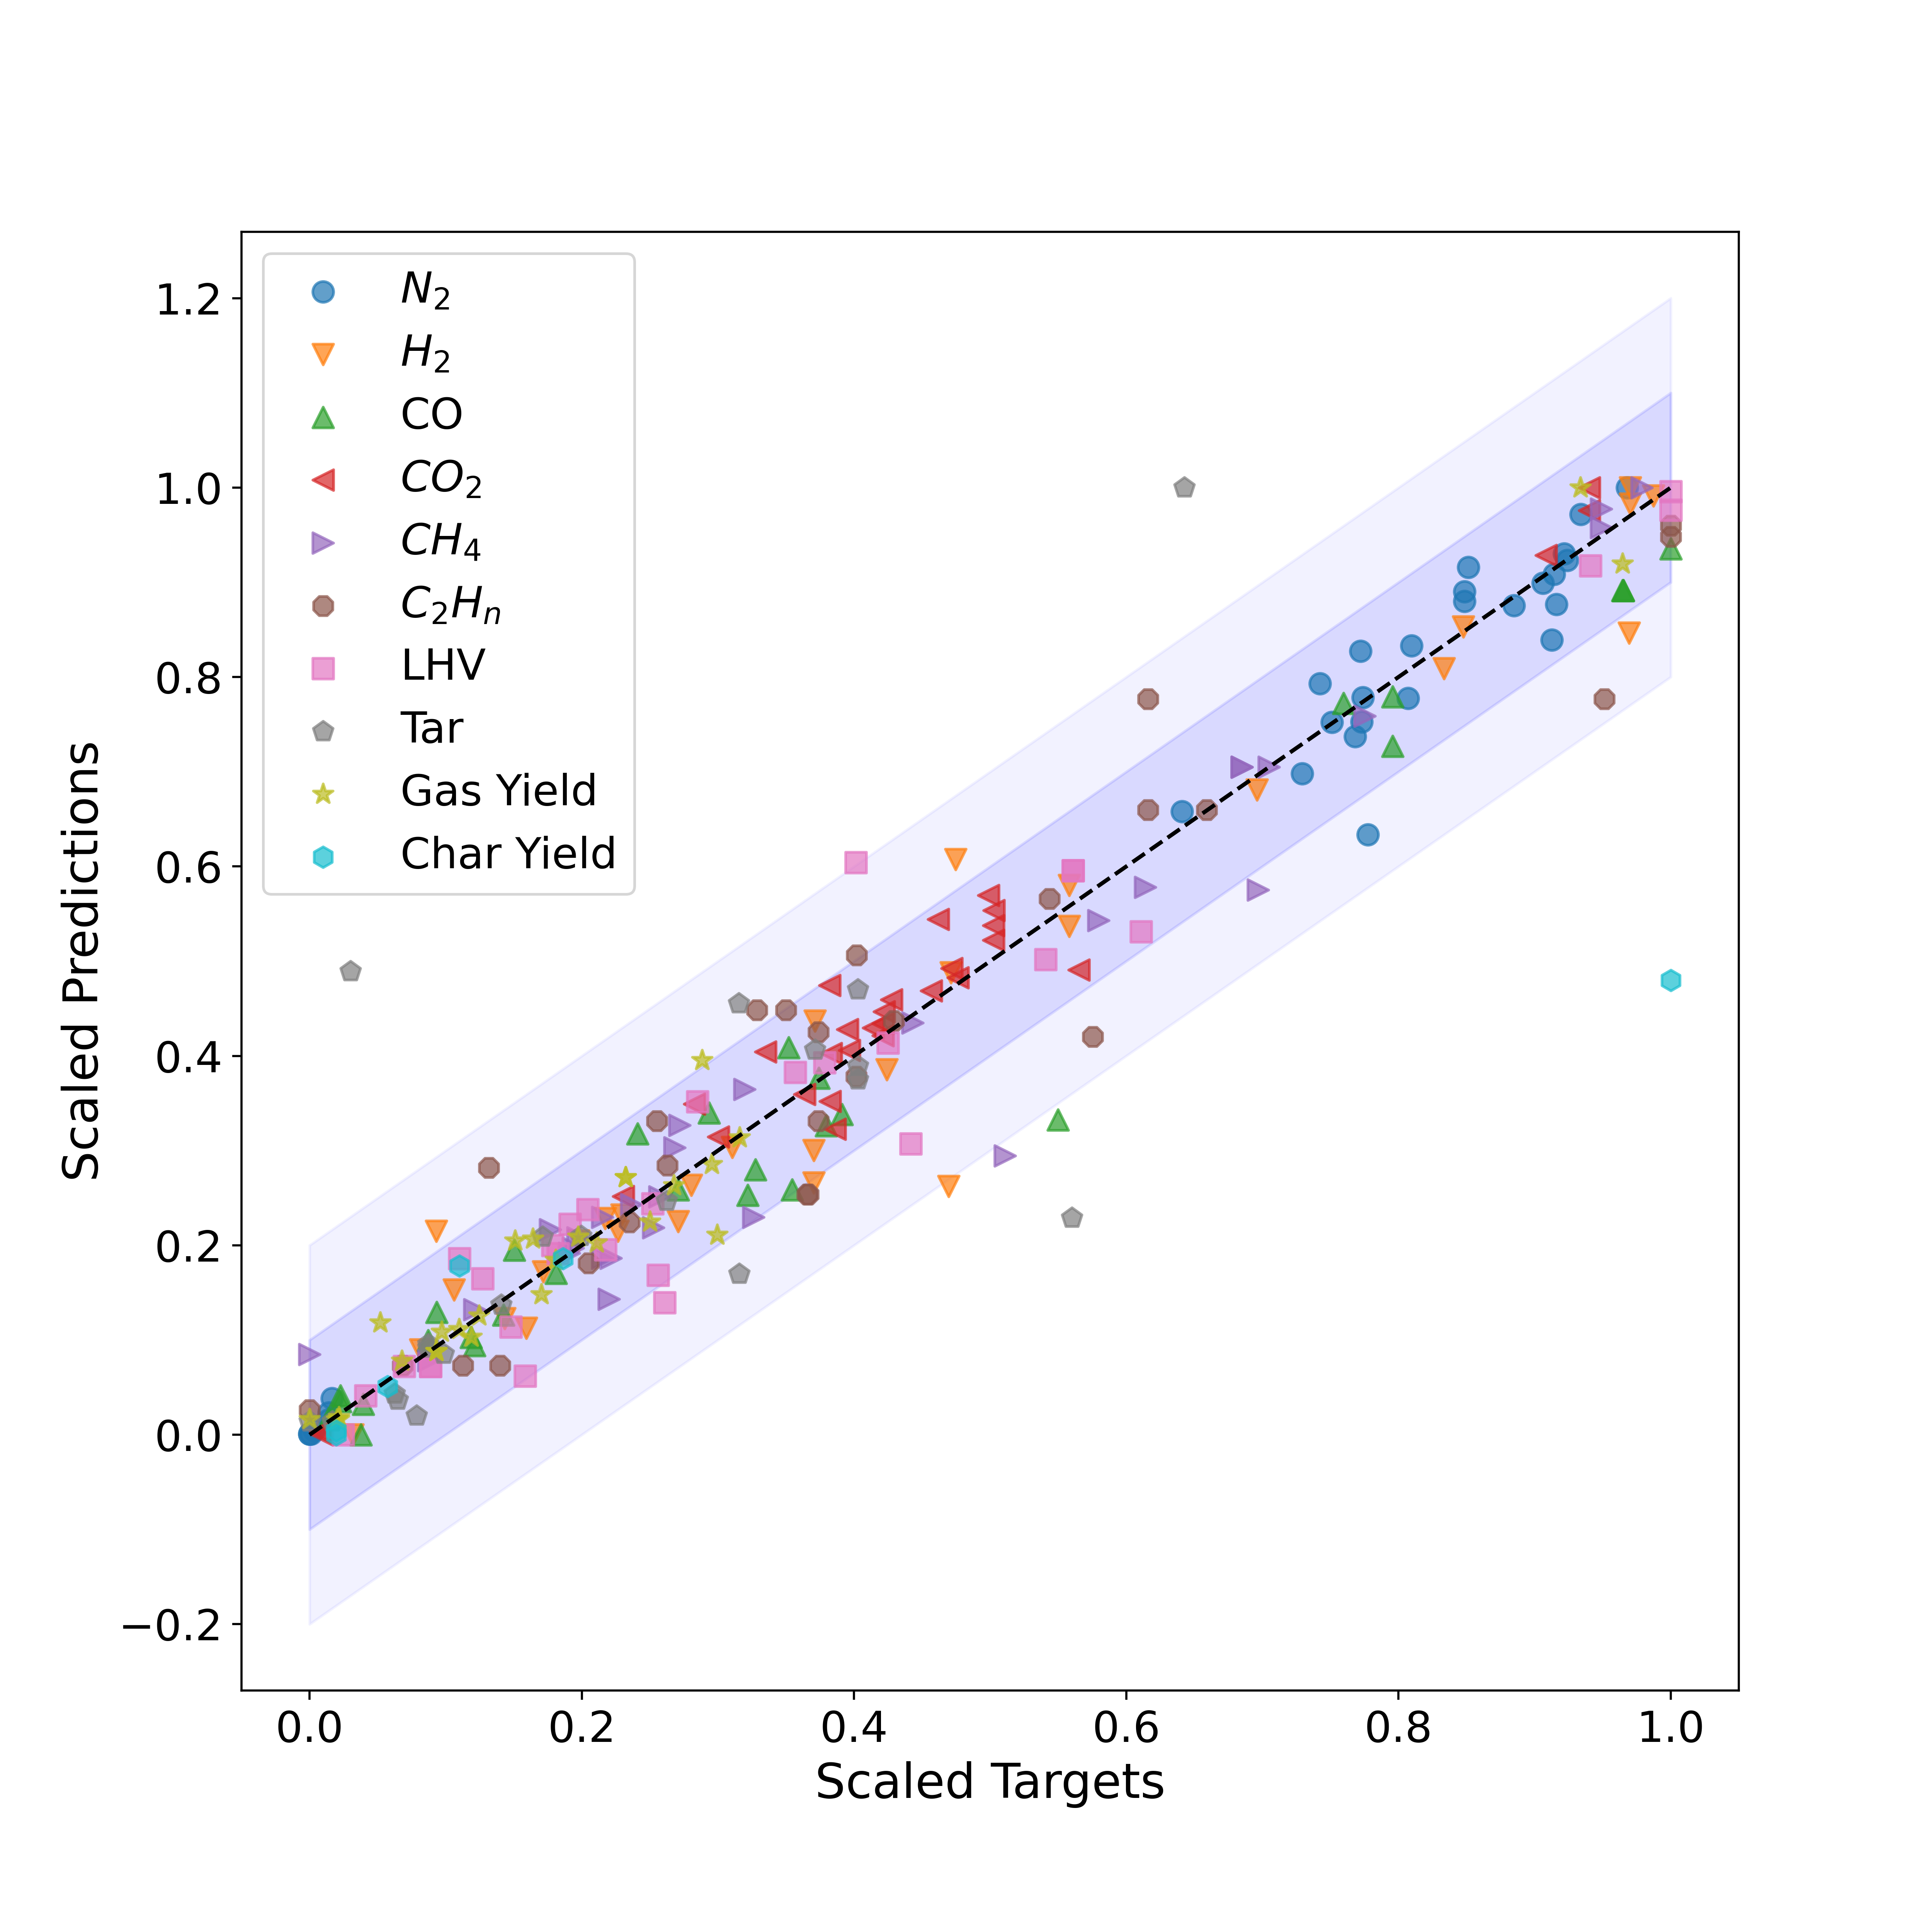 N₂
H₂
CO
CO₂
CH₄
C₂Hₙ
LHV
Tar
Gas Yield
Char Yield
1.2
1.0
0.8
0.6
0.4
0.2
0.0
−0.2
Scaled Predictions
0.0 0.2 0.4 0.6 0.8 1.0
Scaled Targets